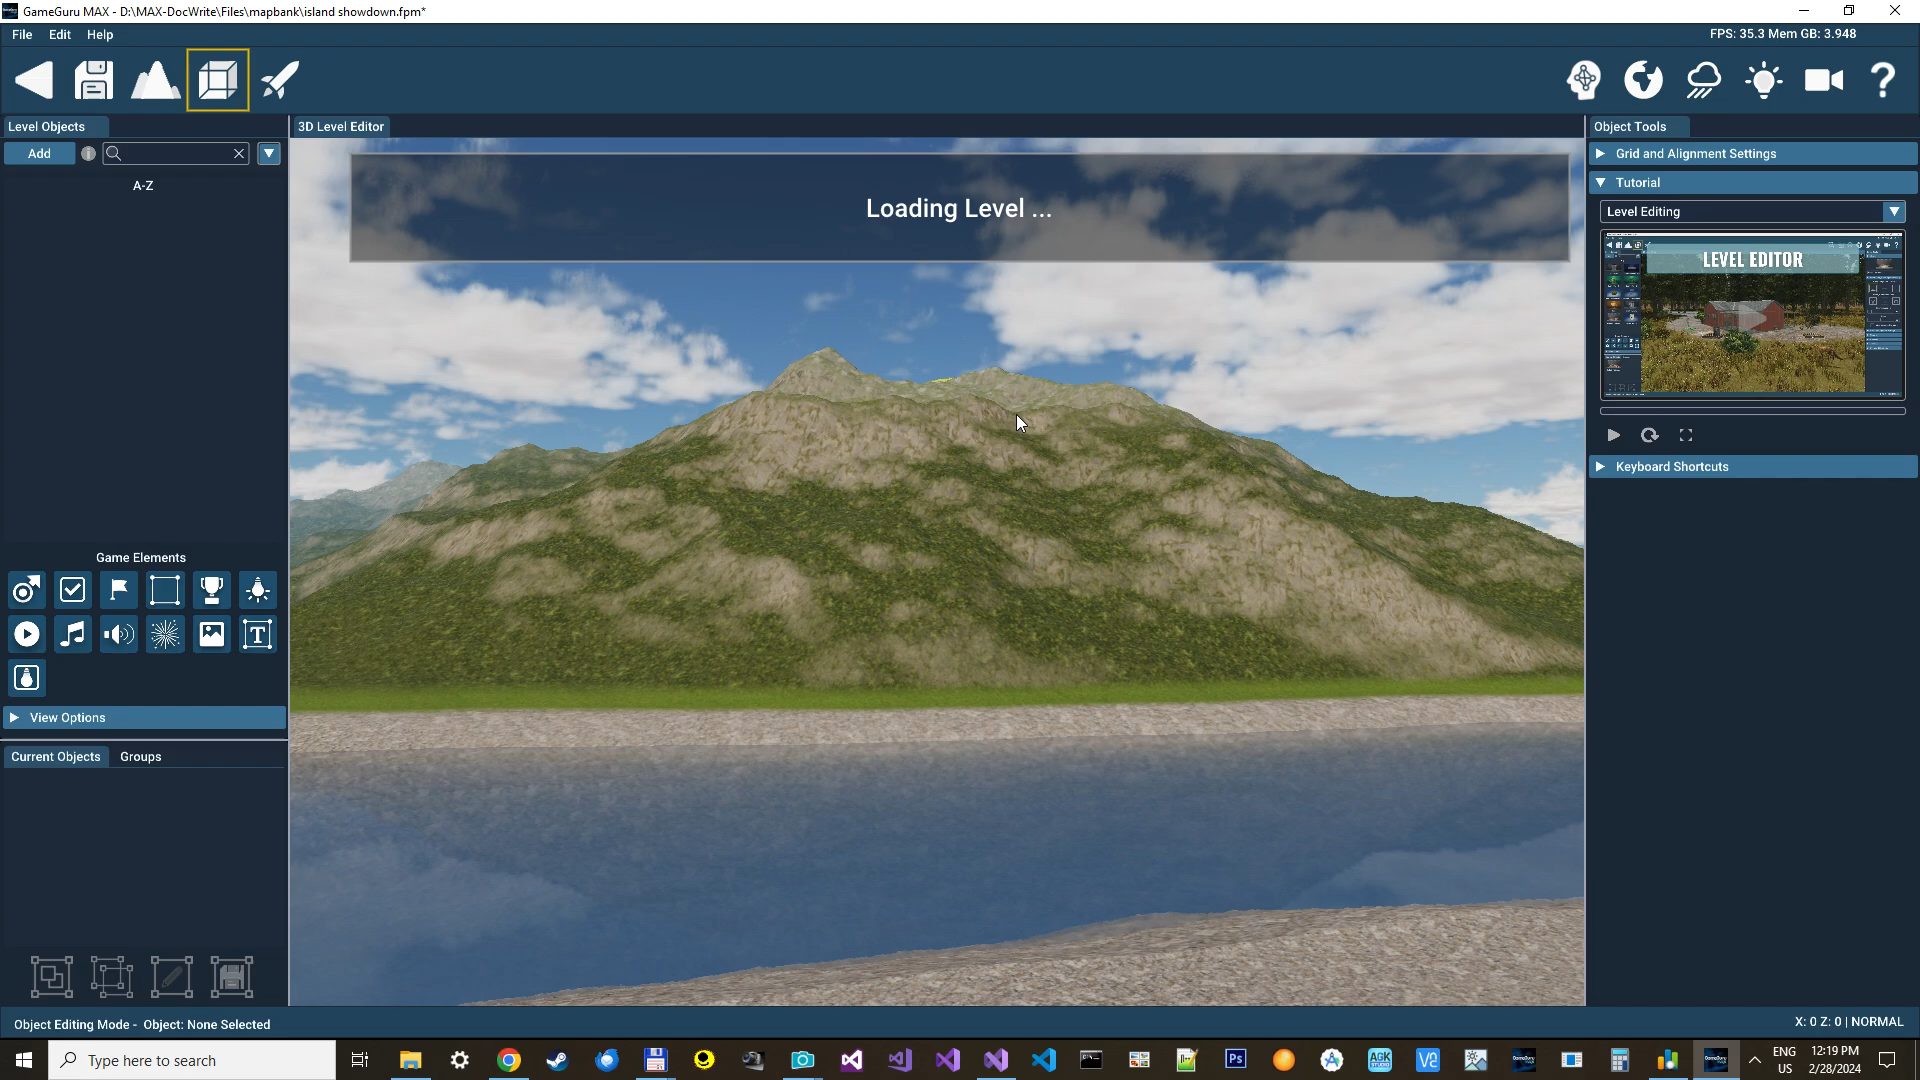 GameGuru MAX - D:\MAX-DocWrite\Files\mapbank\island showdown.fpm*
File Edit Help
FPS: 35.3 Mem GB: 3.948
Level Objects
3D Level Editor
Object Tools
Add
A-Z
Loading Level ...
Grid and Alignment Settings
Tutorial
Level Editing
LEVEL EDITOR
Keyboard Shortcuts
Game Elements
T
View Options
Current Objects Groups
Object Editing Mode - Object: None Selected
X: 0 Z: 0 | NORMAL
Type here to search
Ps
AGK
STUDIO
ENG
US
12:19 PM
2/28/2024